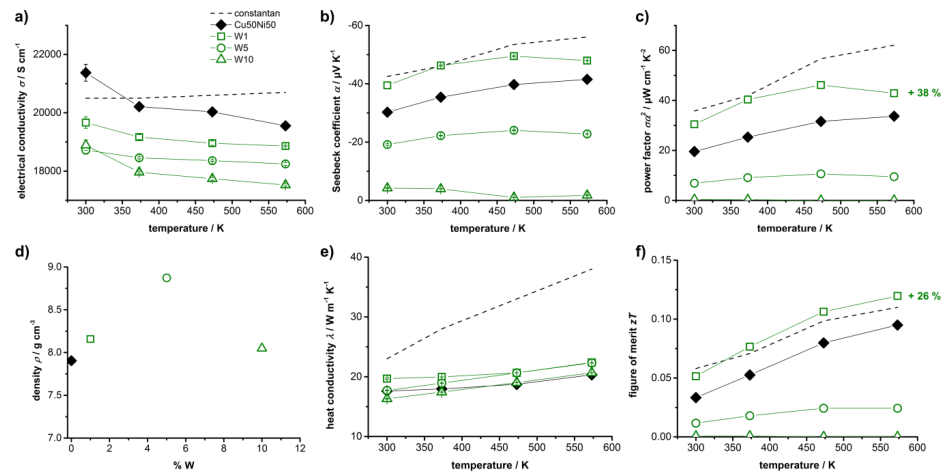 a)
constantan
Cu50Ni50
W1
W5
W10
electrical conductivity σ / S cm⁻¹
22000
20000
18000
300 350 400 450 500 550 600
temperature / K
b)
Seebeck coefficient α / µV K⁻¹
-60
-40
-20
0
300 350 400 450 500 550 600
temperature / K
c)
power factor σα² / µW cm⁻¹ K⁻²
60
40
20
0
300 350 400 450 500 550 600
temperature / K
+ 38 %
d)
density ρ / g cm⁻³
9.0
8.5
8.0
7.5
7.0
0 2 4 6 8 10 12
% W
e)
heat conductivity λ / W m⁻¹ K⁻¹
40
30
20
10
300 350 400 450 500 550 600
temperature / K
f)
figure of merit zT
0.15
0.10
0.05
0.00
300 350 400 450 500 550 600
temperature / K
+ 26 %